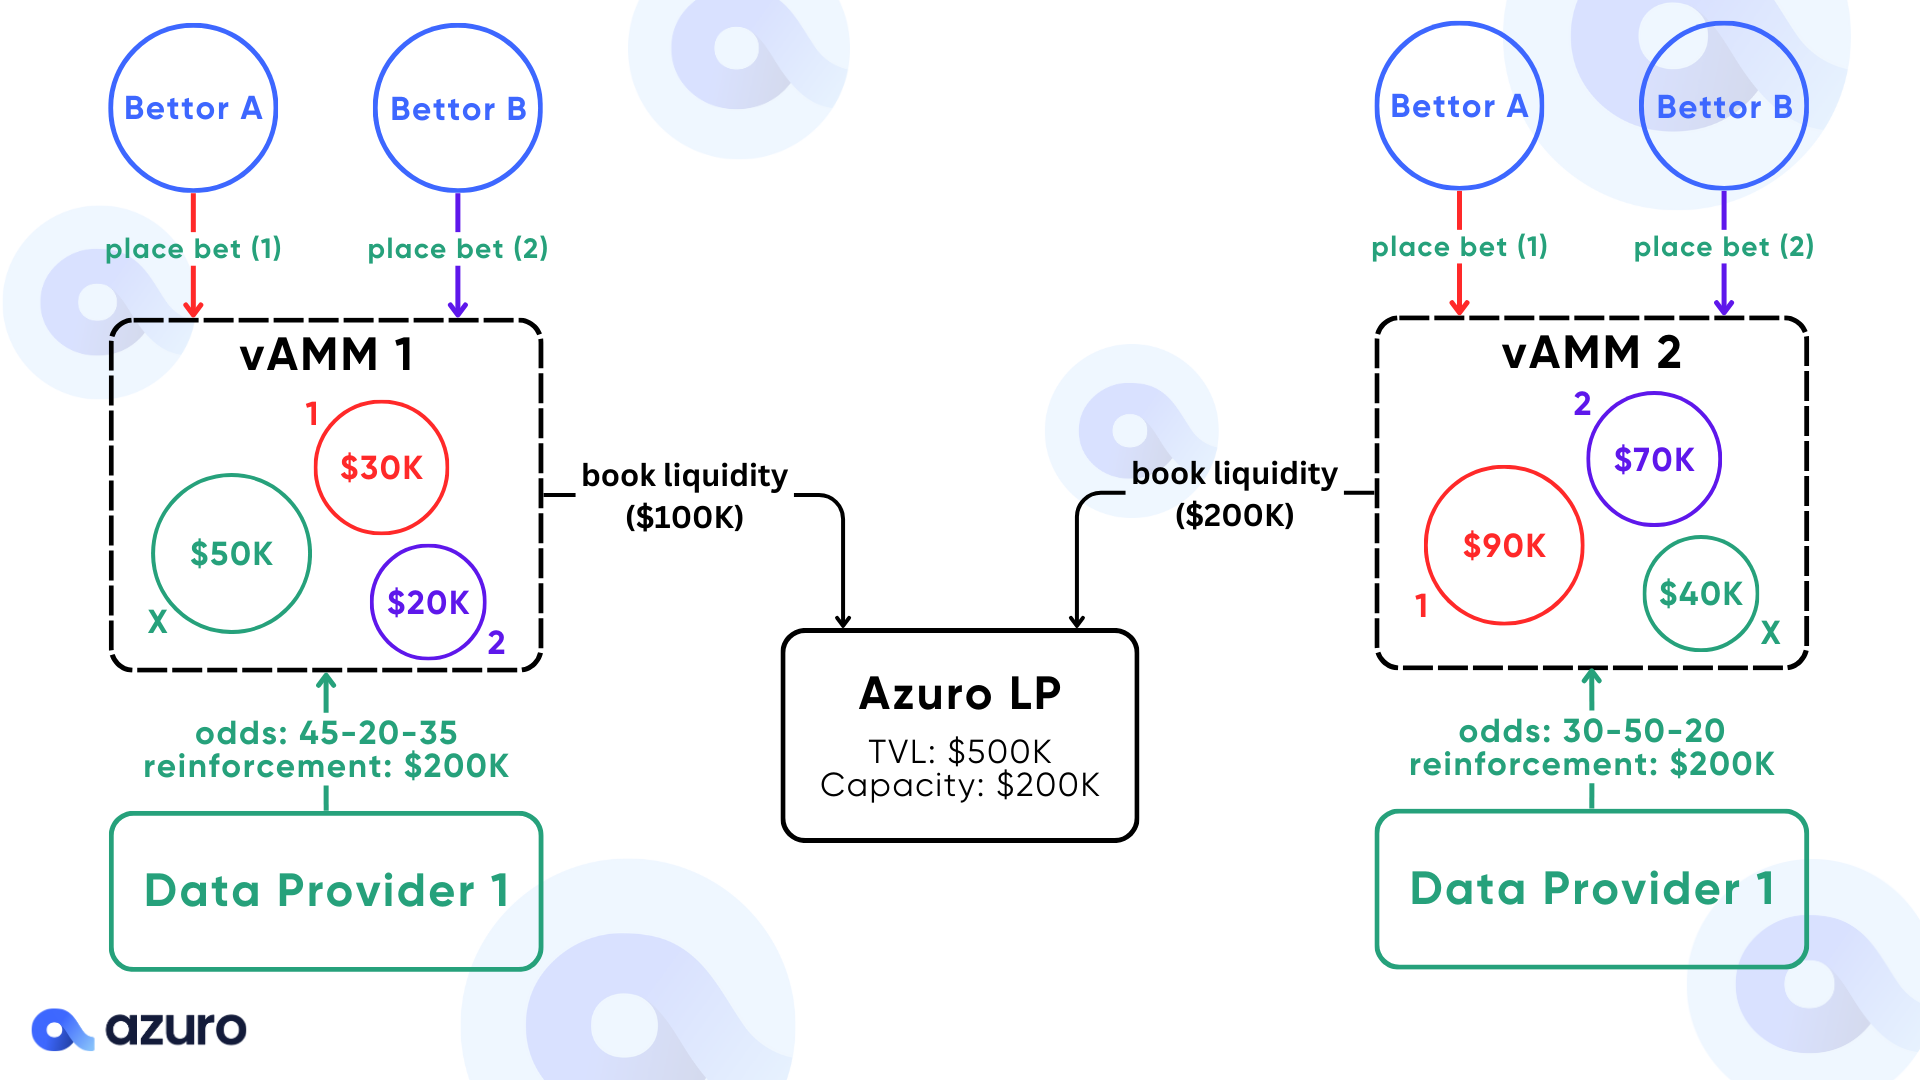 Bettor A
Bettor B
place bet (1)
place bet (2)
vAMM 1
1
$30K
$50K
X
$20K
2
odds: 45-20-35
reinforcement: $200K
Data Provider 1
book liquidity
($100K)
Azuro LP
TVL: $500K
Capacity: $200K
book liquidity
($200K)
Bettor A
Bettor B
place bet (1)
place bet (2)
vAMM 2
2
$70K
$90K
1
$40K
X
odds: 30-50-20
reinforcement: $200K
Data Provider 1
azuro